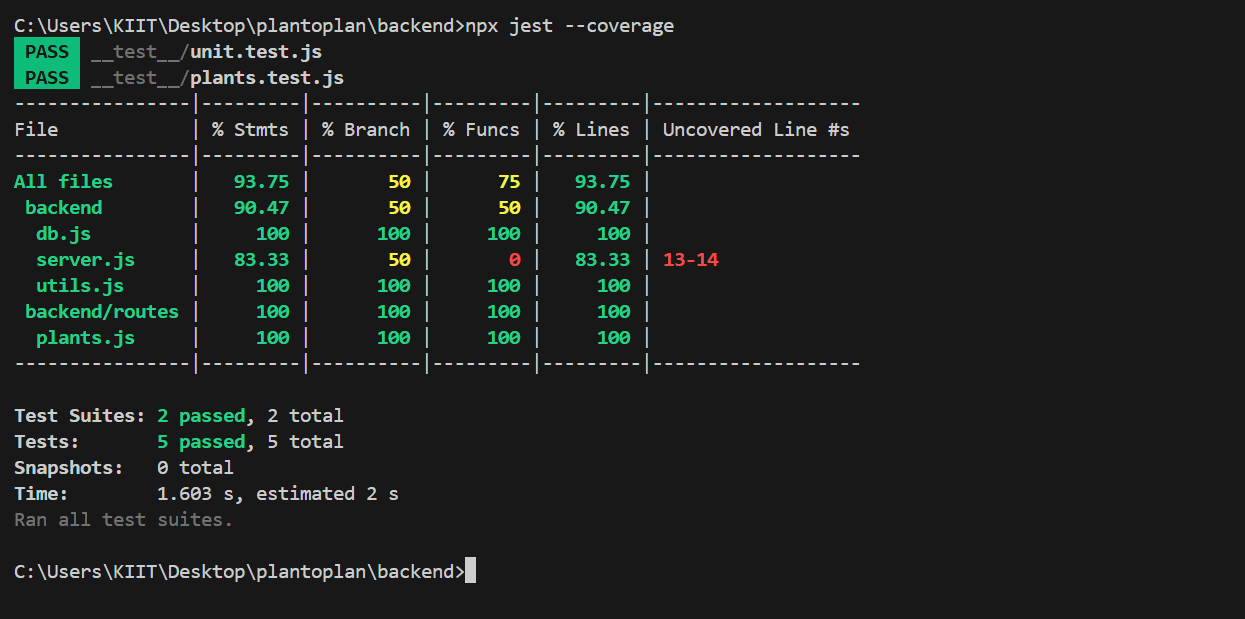 C:\Users\KIIT\Desktop\plantoplan\backend>npx jest --coverage
PASS  __test__/unit.test.js
PASS  __test__/plants.test.js
----------------|---------|----------|---------|---------|-------------------
File            | % Stmts | % Branch | % Funcs | % Lines | Uncovered Line #s
----------------|---------|----------|---------|---------|-------------------
All files       |   93.75 |       50 |      75 |   93.75 |
 backend        |   90.47 |       50 |      50 |   90.47 |
  db.js         |     100 |      100 |     100 |     100 |
  server.js     |   83.33 |       50 |       0 |   83.33 | 13-14
  utils.js      |     100 |      100 |     100 |     100 |
 backend/routes |     100 |      100 |     100 |     100 |
  plants.js     |     100 |      100 |     100 |     100 |
----------------|---------|----------|---------|---------|-------------------
Test Suites: 2 passed, 2 total
Tests:       5 passed, 5 total
Snapshots:   0 total
Time:        1.603 s, estimated 2 s
Ran all test suites.
C:\Users\KIIT\Desktop\plantoplan\backend>